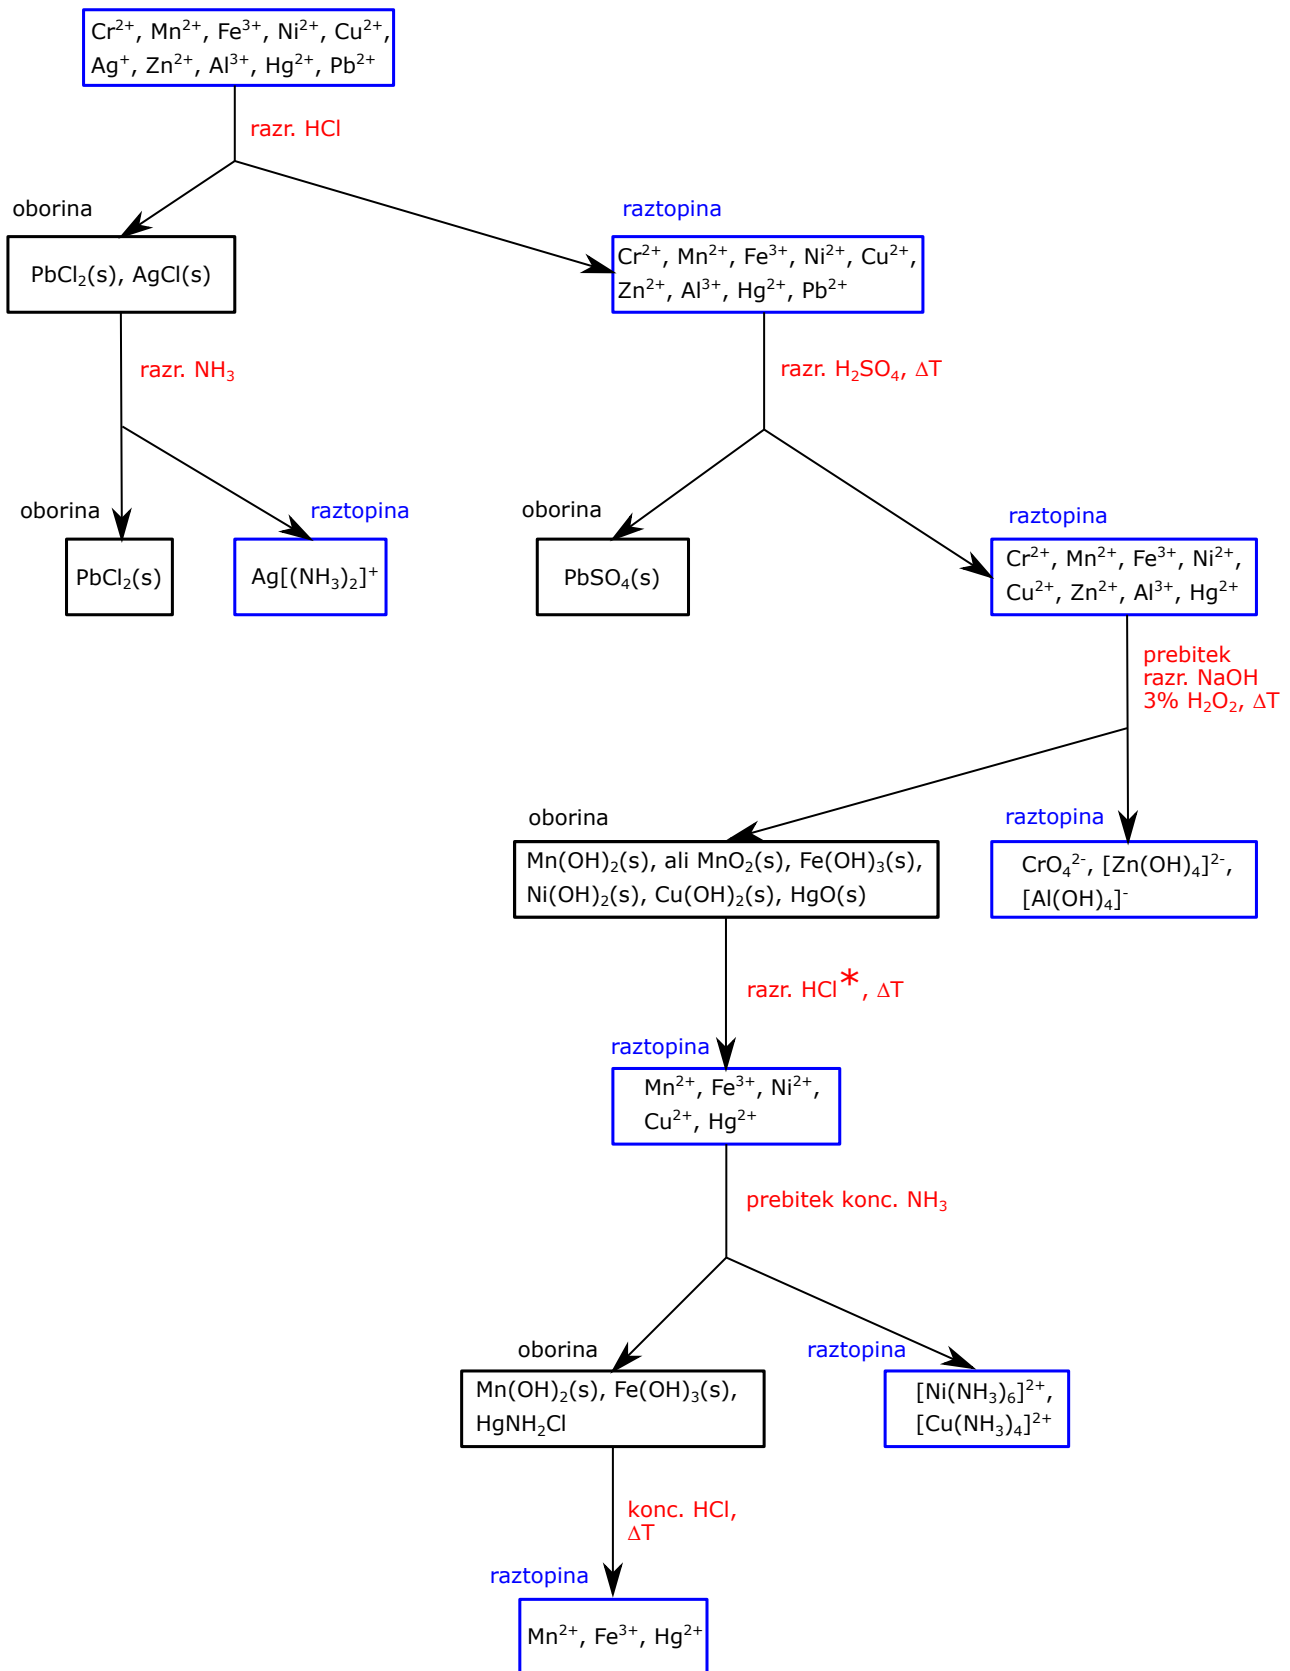 Cr²⁺, Mn²⁺, Fe³⁺, Ni²⁺, Cu²⁺,
Ag⁺, Zn²⁺, Al³⁺, Hg²⁺, Pb²⁺
razr. HCl
oborina
PbCl₂(s), AgCl(s)
raztopina
Cr²⁺, Mn²⁺, Fe³⁺, Ni²⁺, Cu²⁺,
Zn²⁺, Al³⁺, Hg²⁺, Pb²⁺
razr. NH₃
razr. H₂SO₄, ΔT
oborina
PbCl₂(s)
raztopina
Ag[(NH₃)₂]⁺
oborina
PbSO₄(s)
raztopina
Cr²⁺, Mn²⁺, Fe³⁺, Ni²⁺,
Cu²⁺, Zn²⁺, Al³⁺, Hg²⁺
prebitek
razr. NaOH
3% H₂O₂, ΔT
oborina
Mn(OH)₂(s), ali MnO₂(s), Fe(OH)₃(s),
Ni(OH)₂(s), Cu(OH)₂(s), HgO(s)
raztopina
CrO₄²⁻, [Zn(OH)₄]²⁻,
[Al(OH)₄]⁻
razr. HCl*, ΔT
raztopina
Mn²⁺, Fe³⁺, Ni²⁺,
Cu²⁺, Hg²⁺
prebitek konc. NH₃
oborina
Mn(OH)₂(s), Fe(OH)₃(s),
HgNH₂Cl
raztopina
[Ni(NH₃)₆]²⁺,
[Cu(NH₃)₄]²⁺
konc. HCl,
ΔT
raztopina
Mn²⁺, Fe³⁺, Hg²⁺